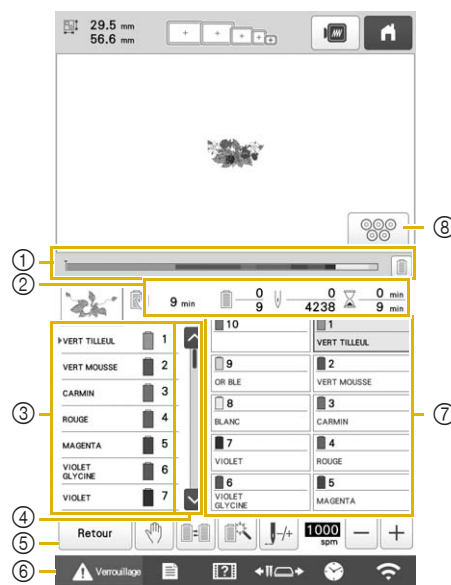 29.5 mm
56.6 mm
⑧
①
②
9 min
0
9
0
4238
0 min
9 min
③
VERT TILLEUL 1
VERT MOUSSE 2
CARMIN 3
ROUGE 4
MAGENTA 5
VIOLET
GLYCINE 6
VIOLET 7
10
1
VERT TILLEUL
9
OR BLE
2
VERT MOUSSE
8
BLANC
3
CARMIN
7
VIOLET
4
ROUGE
6
VIOLET
GLYCINE
5
MAGENTA
⑦
④
⑤
Retour
-/+
1000
spm
− +
⑥
Verrouillage